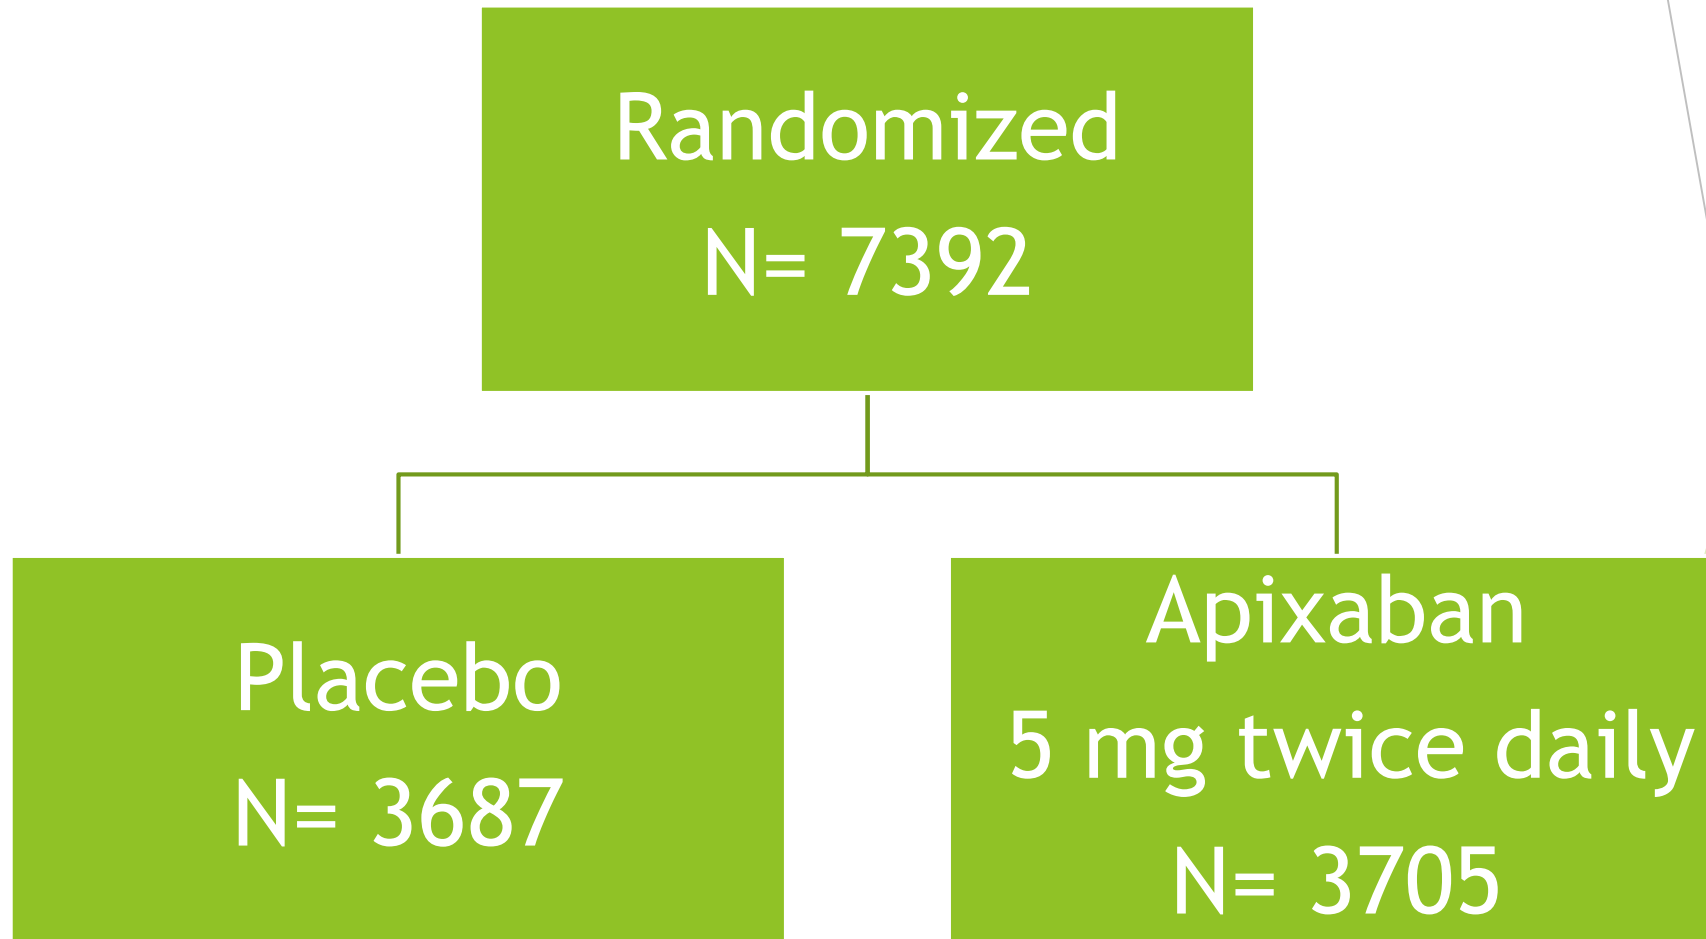 Randomized
N= 7392
Placebo
N= 3687
Apixaban
5 mg twice daily
N= 3705